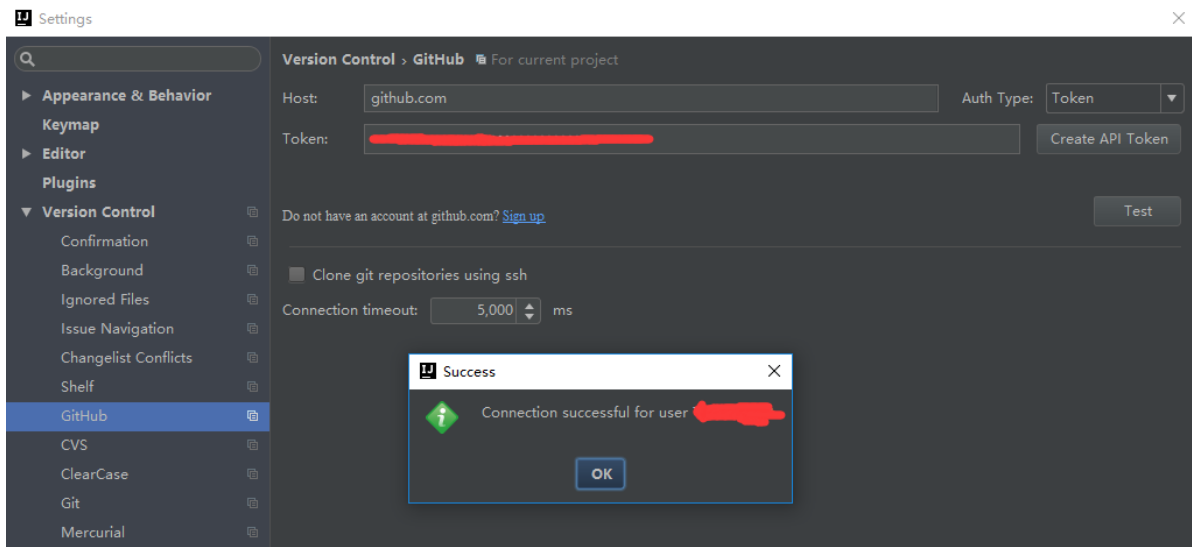 Settings
Version Control › GitHub For current project
Appearance & Behavior
Keymap
Editor
Plugins
Version Control
Confirmation
Background
Ignored Files
Issue Navigation
Changelist Conflicts
Shelf
GitHub
CVS
ClearCase
Git
Mercurial
Host: github.com Auth Type: Token
Token: Create API Token
Do not have an account at github.com? Sign up Test
Clone git repositories using ssh
Connection timeout: 5,000 ms
Success
Connection successful for user
OK